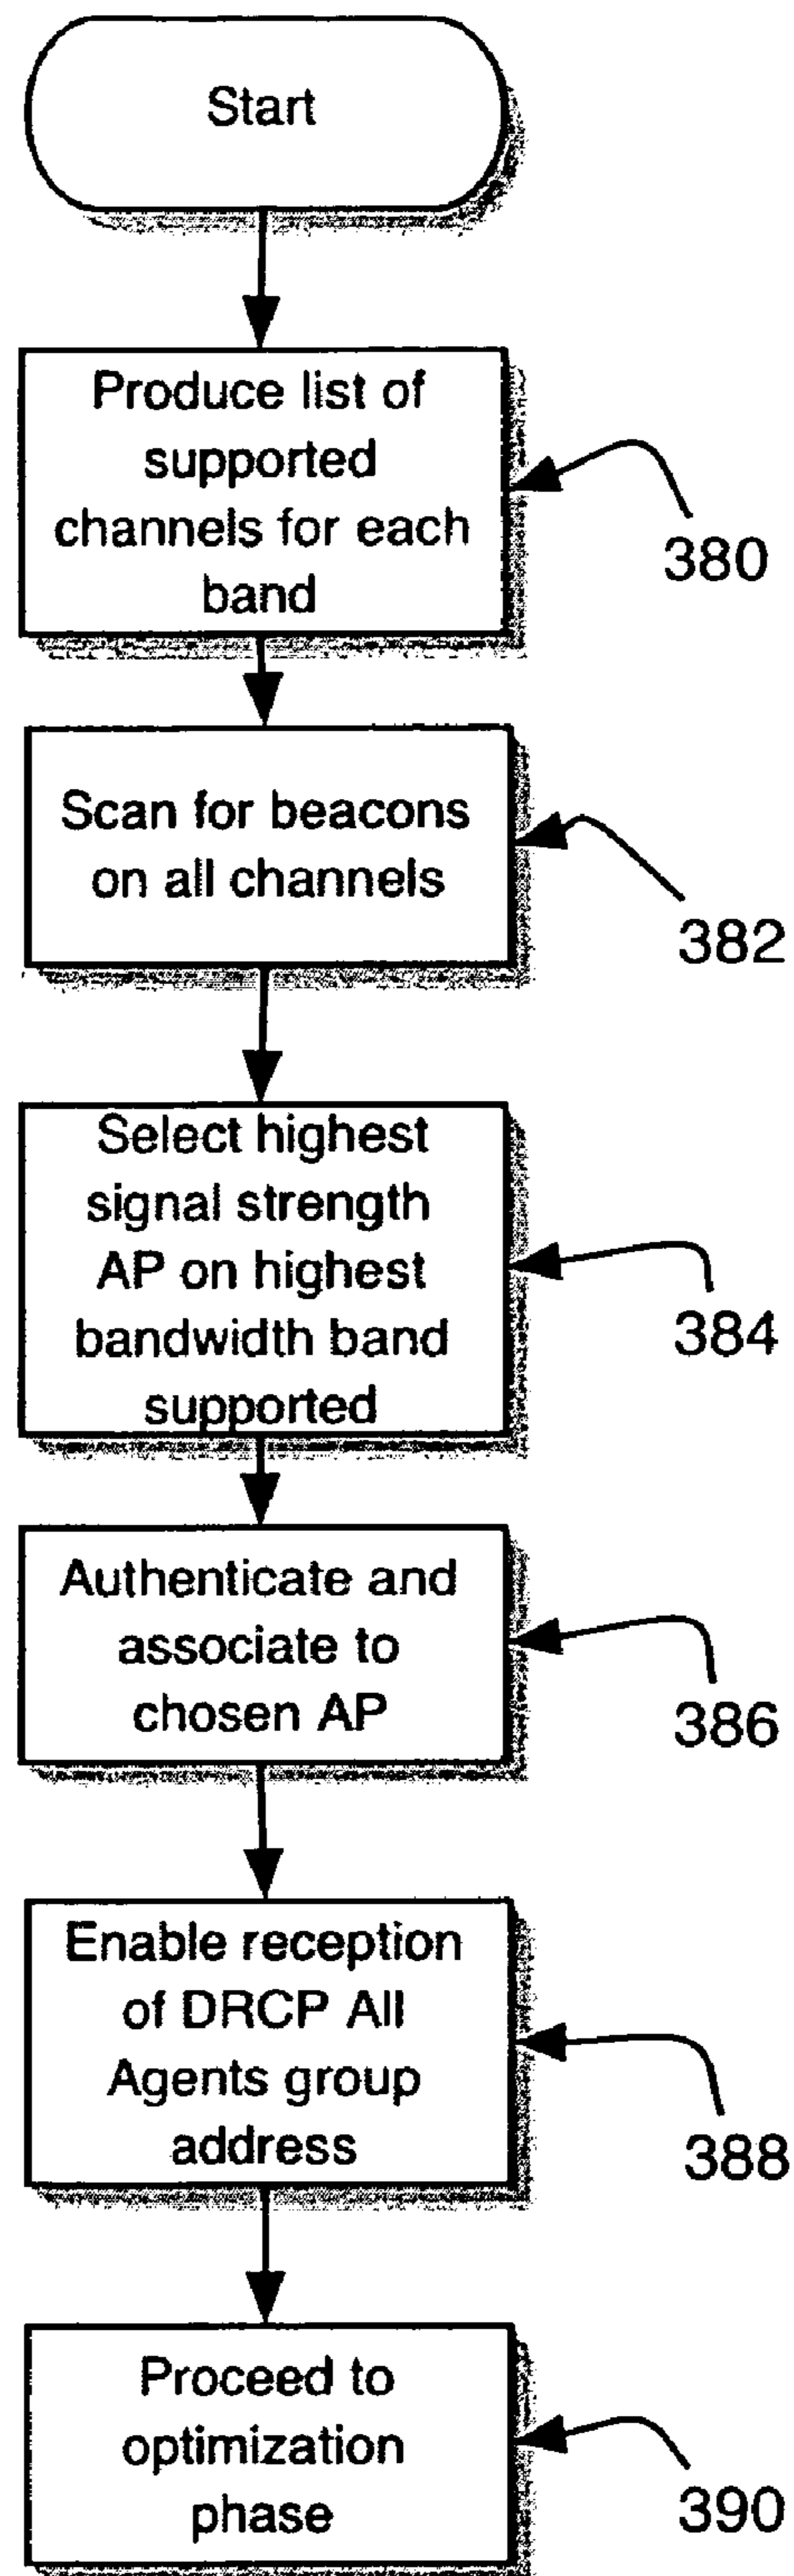 Start
Produce list of
supported
channels for each
band
380
Scan for beacons
on all channels
382
Select highest
signal strength
AP on highest
bandwidth band
supported
384
Authenticate and
associate to
chosen AP
386
Enable reception
of DRCP All
Agents group
address
388
Proceed to
optimization
phase
390